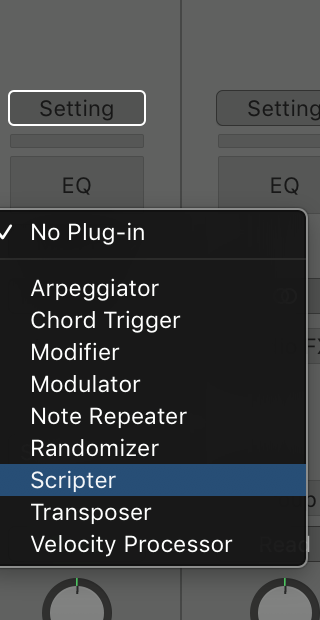 Setting
Setting
EQ
EQ
✓ No Plug-in
Arpeggiator
Chord Trigger
Modifier
Modulator
Note Repeater
Randomizer
Scripter
Transposer
Velocity Processor
Read